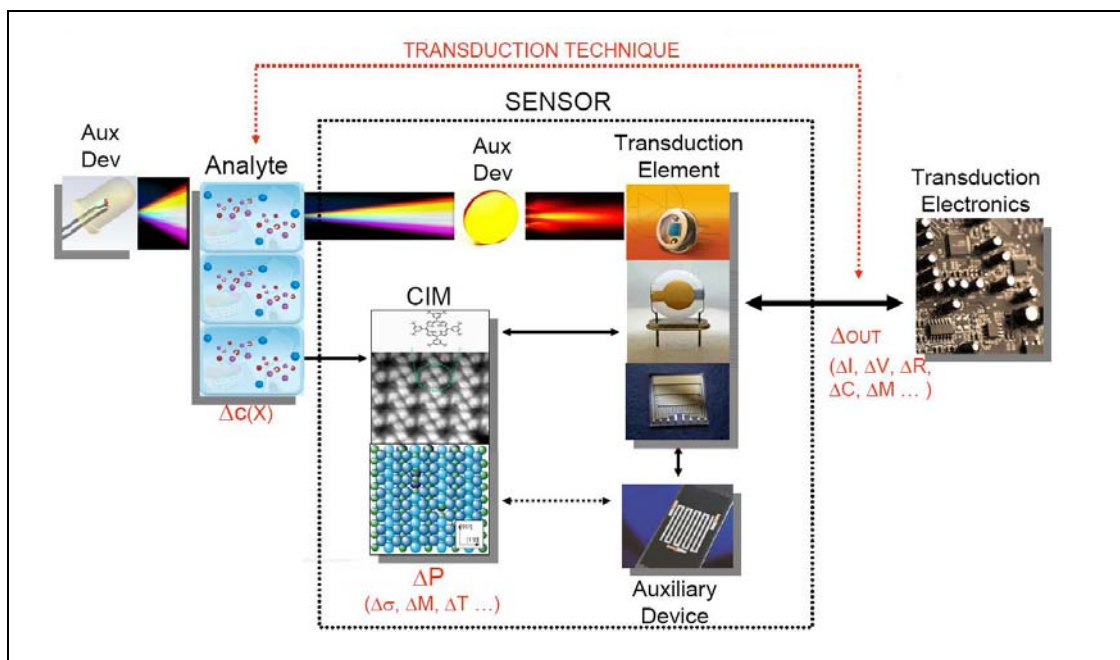 TRANSDUCTION TECHNIQUE
SENSOR
Aux
Dev
Analyte
Aux
Dev
Transduction
Element
Transduction
Electronics
CIM
ΔOUT
(ΔI, ΔV, ΔR,
ΔC, ΔM ... )
Δc(X)
ΔP
(Δσ, ΔM, ΔT ...)
Auxiliary
Device